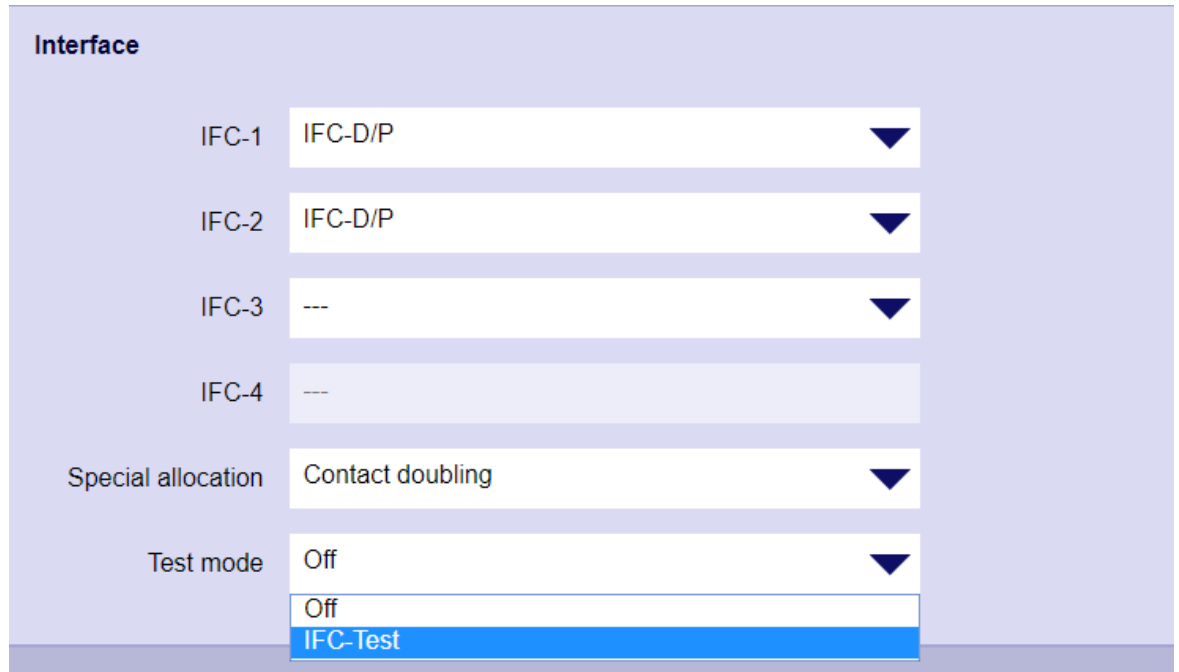 Interface
IFC-1 IFC-D/P
IFC-2 IFC-D/P
IFC-3 ---
IFC-4 ---
Special allocation Contact doubling
Test mode Off
Off
IFC-Test